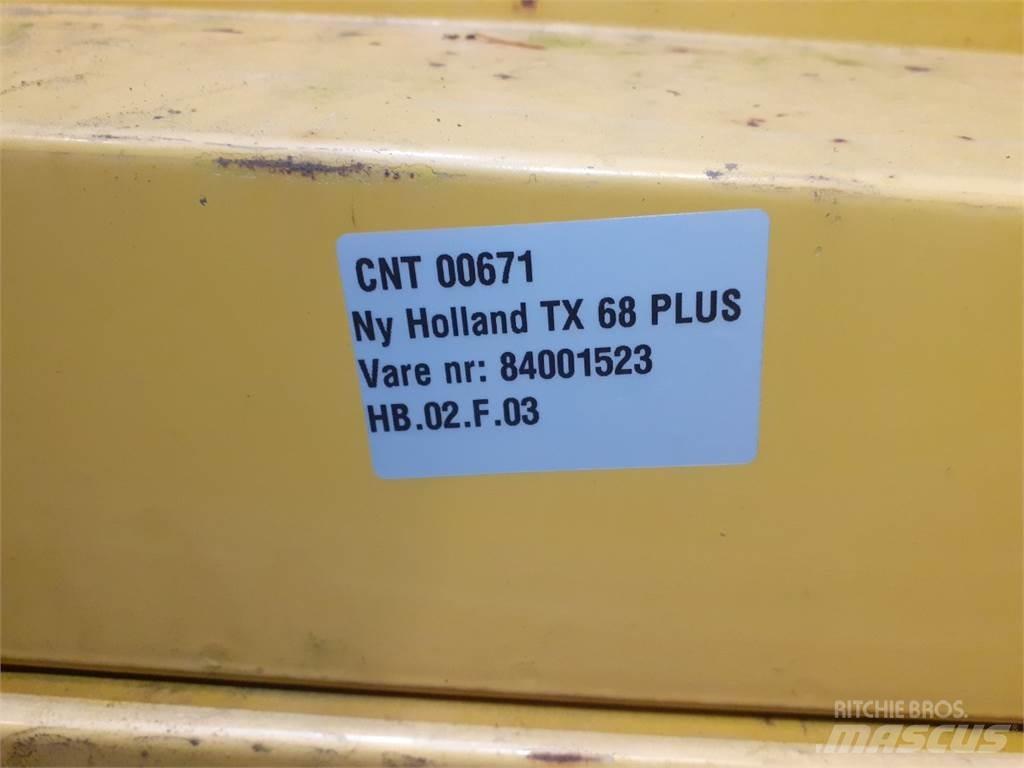 CNT 00671
Ny Holland TX 68 PLUS
Vare nr: 84001523
HB.02.F.03
RITCHIE BROS.
MASCUS